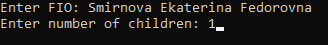 Enter FIO: Smirnova Ekaterina Fedorovna
Enter number of children: 1